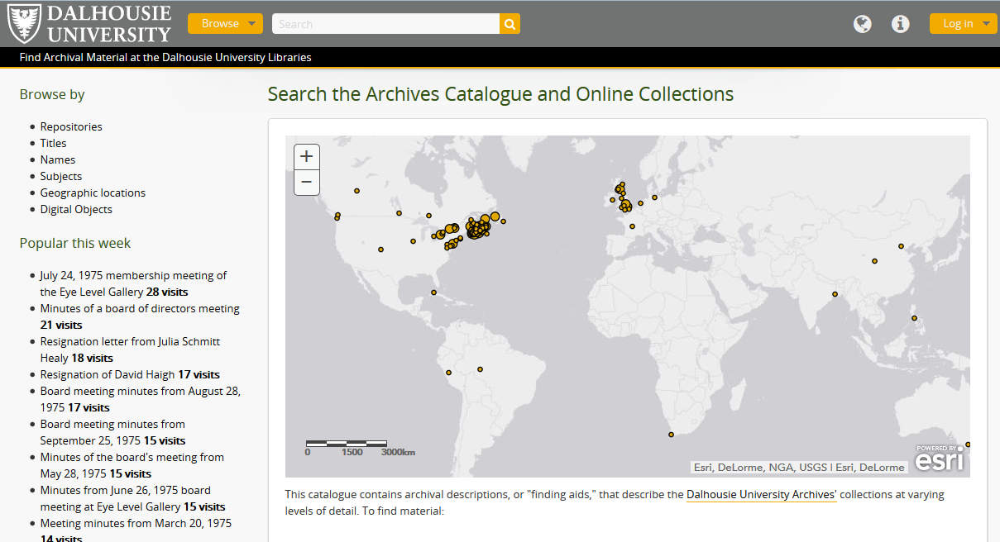 DALHOUSIE
UNIVERSITY
Browse
Search
Log in
Find Archival Material at the Dalhousie University Libraries
Browse by
Repositories
Titles
Names
Subjects
Geographic locations
Digital Objects
Popular this week
July 24, 1975 membership meeting of
the Eye Level Gallery 28 visits
Minutes of a board of directors meeting
21 visits
Resignation letter from Julia Schmitt
Healy 18 visits
Resignation of David Haigh 17 visits
Board meeting minutes from August 28,
1975 17 visits
Board meeting minutes from
September 25, 1975 15 visits
Minutes of the board's meeting from
May 28, 1975 15 visits
Minutes from June 26, 1975 board
meeting at Eye Level Gallery 15 visits
Meeting minutes from March 20, 1975
14 visits
Search the Archives Catalogue and Online Collections
+
−
0 1500 3000km
POWERED BY
esri
Esri, DeLorme, NGA, USGS | Esri, DeLorme
This catalogue contains archival descriptions, or "finding aids," that describe the Dalhousie University Archives' collections at varying
levels of detail. To find material: